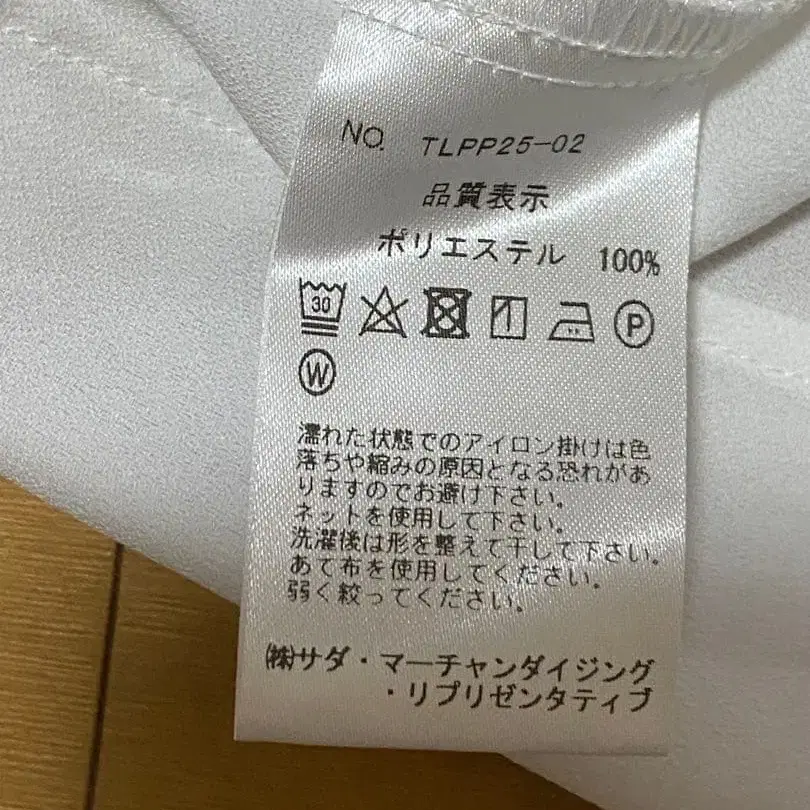 NO. TLPP25-02
品質表示
ポリエステル 100%
30
P
W
濡れた状態でのアイロン掛けは色
落ちや縮みの原因となる恐れがあ
りますのでお避け下さい。
ネットを使用して下さい。
洗濯後は形を整えて干して下さい。
あて布を使用してください。
弱く絞ってください。
㈱サダ・マーチャンダイジング
・リプリゼンタティブ